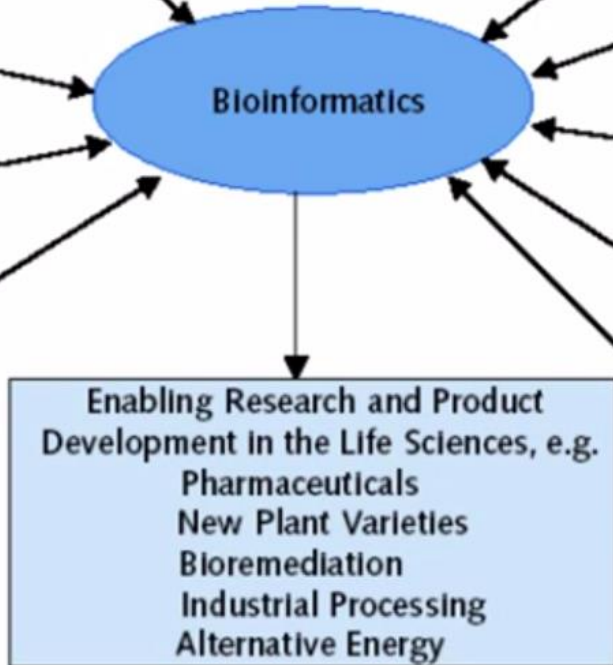 Bioinformatics
Enabling Research and Product
Development in the Life Sciences, e.g.
Pharmaceuticals
New Plant Varieties
Bioremediation
Industrial Processing
Alternative Energy